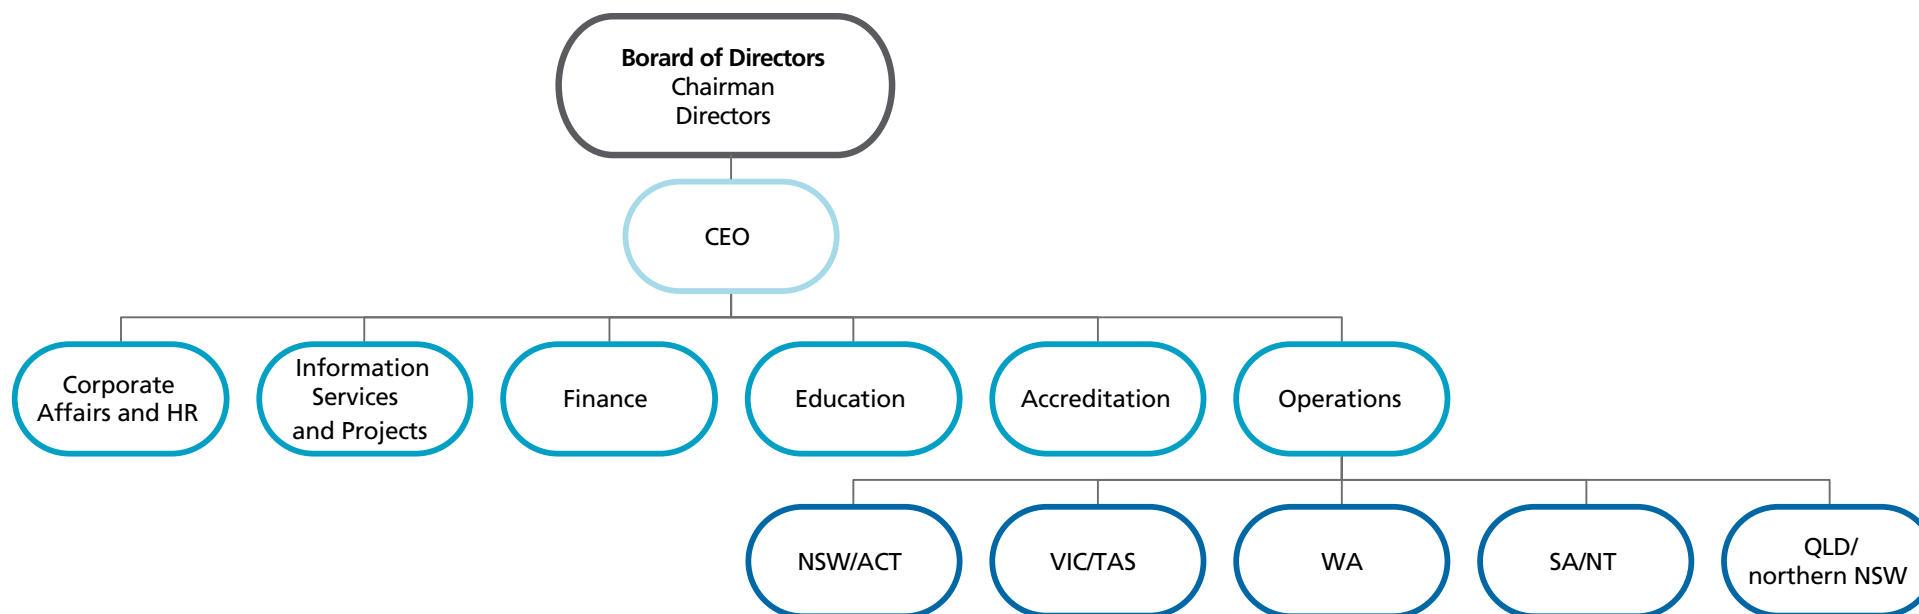 Borard of Directors
Chairman
Directors
CEO
Corporate
Affairs and HR
Information
Services
and Projects
Finance
Education
Accreditation
Operations
NSW/ACT
VIC/TAS
WA
SA/NT
QLD/
northern NSW